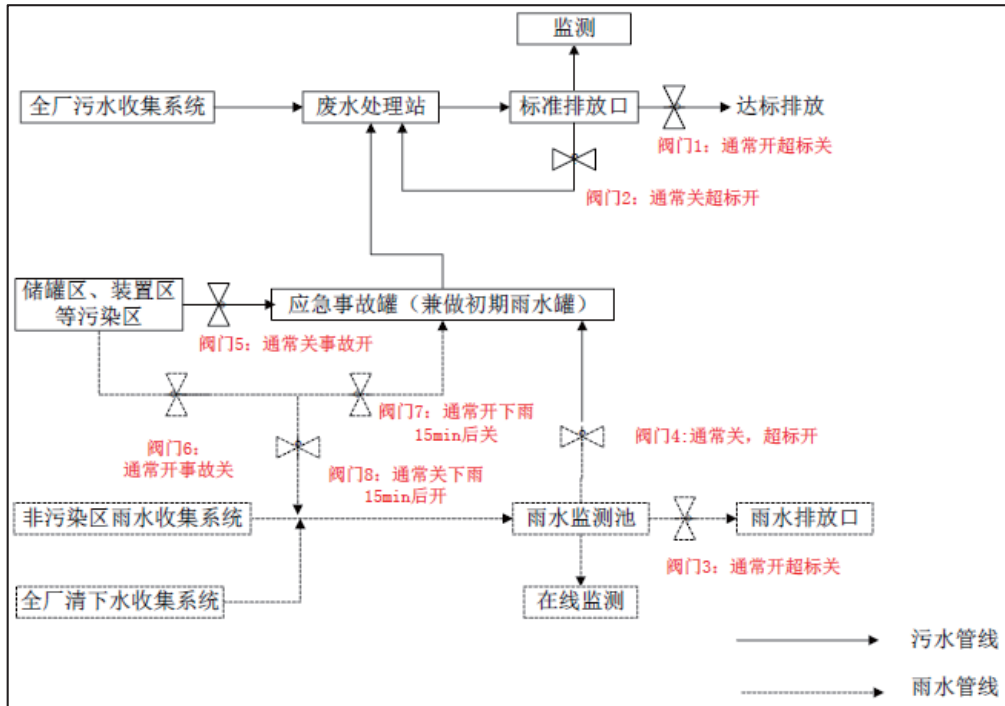 监测
全厂污水收集系统
废水处理站
标准排放口
达标排放
阀门1：通常开超标关
阀门2：通常关超标开
储罐区、装置区
等污染区
应急事故罐（兼做初期雨水罐）
阀门5：通常关事故开
阀门7：通常开下雨
15min后关
阀门4:通常关，超标开
阀门6：
通常开事故关
阀门8：通常关下雨
15min后开
非污染区雨水收集系统
雨水监测池
雨水排放口
阀门3：通常开超标关
全厂清下水收集系统
在线监测
污水管线
雨水管线